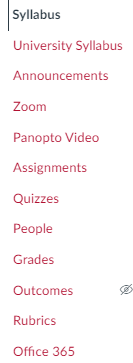 Syllabus
University Syllabus
Announcements
Zoom
Panopto Video
Assignments
Quizzes
People
Grades
Outcomes
Rubrics
Office 365